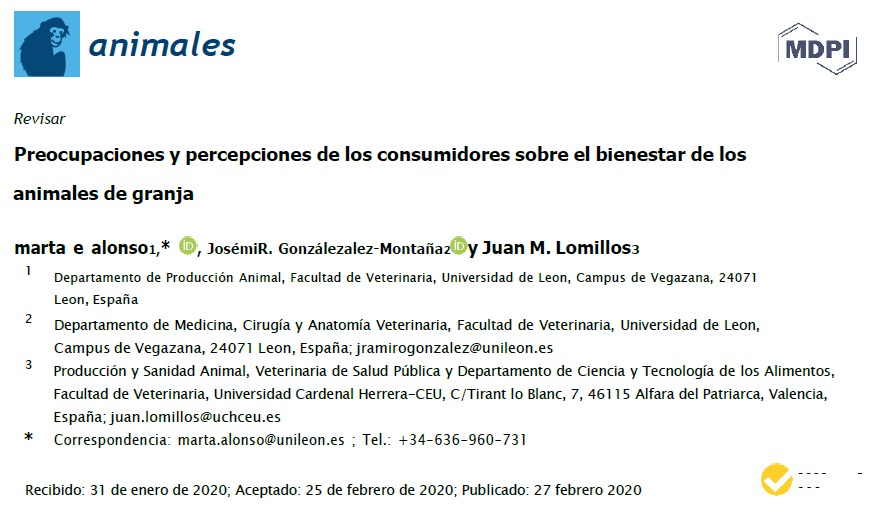 animales
MDPI
Revisar
Preocupaciones y percepciones de los consumidores sobre el bienestar de los
animales de granja
marta e alonso1,* iD, JosémiR. Gonzálezalez-Montaña2 iD y Juan M. Lomillos3
1 Departamento de Producción Animal, Facultad de Veterinaria, Universidad de Leon, Campus de Vegazana, 24071
Leon, España
2 Departamento de Medicina, Cirugía y Anatomía Veterinaria, Facultad de Veterinaria, Universidad de Leon,
Campus de Vegazana, 24071 Leon, España; jramirogonzalez@unileon.es
3 Producción y Sanidad Animal, Veterinaria de Salud Pública y Departamento de Ciencia y Tecnología de los Alimentos,
Facultad de Veterinaria, Universidad Cardenal Herrera-CEU, C/Tirant lo Blanc, 7, 46115 Alfara del Patriarca, Valencia,
España; juan.lomillos@uchceu.es
* Correspondencia: marta.alonso@unileon.es ; Tel.: +34-636-960-731
Recibido: 31 de enero de 2020; Aceptado: 25 de febrero de 2020; Publicado: 27 febrero 2020